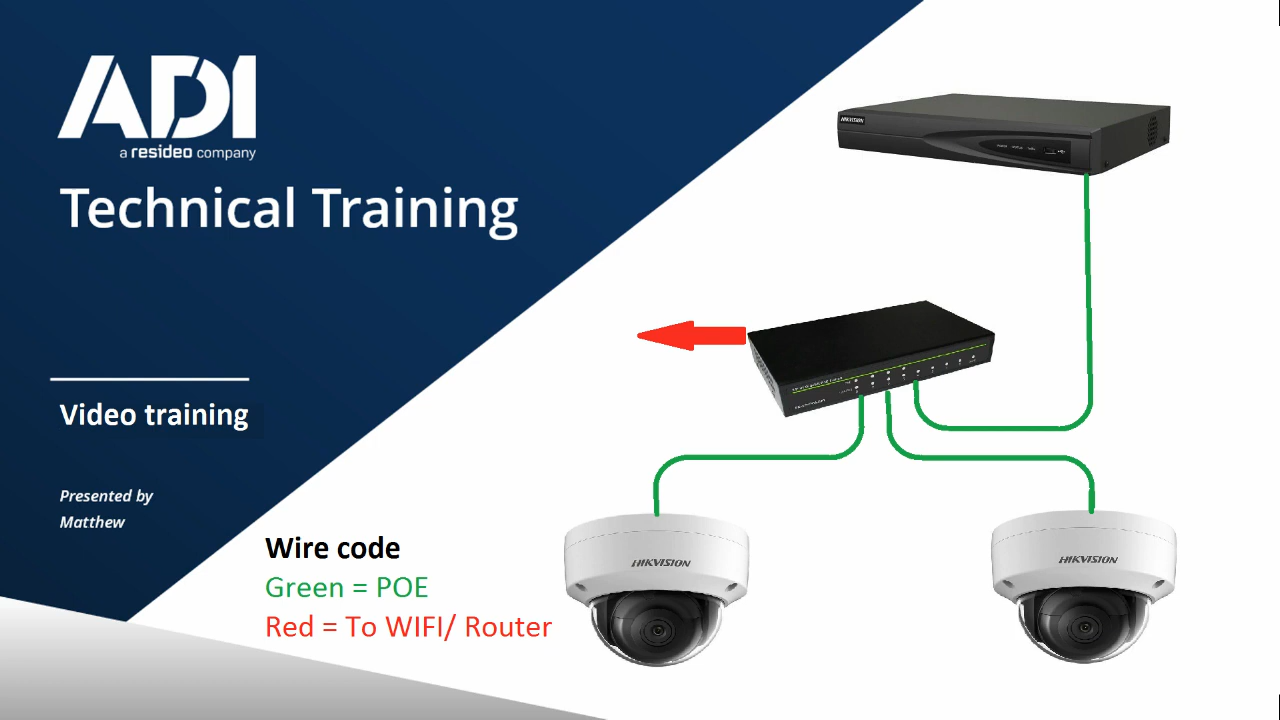 ADI
a resideo company
Technical Training
Video training
Presented by
Matthew
HIKVISION
Wire code
Green = POE
Red = To WIFI/ Router
HIKVISION
HIKVISION